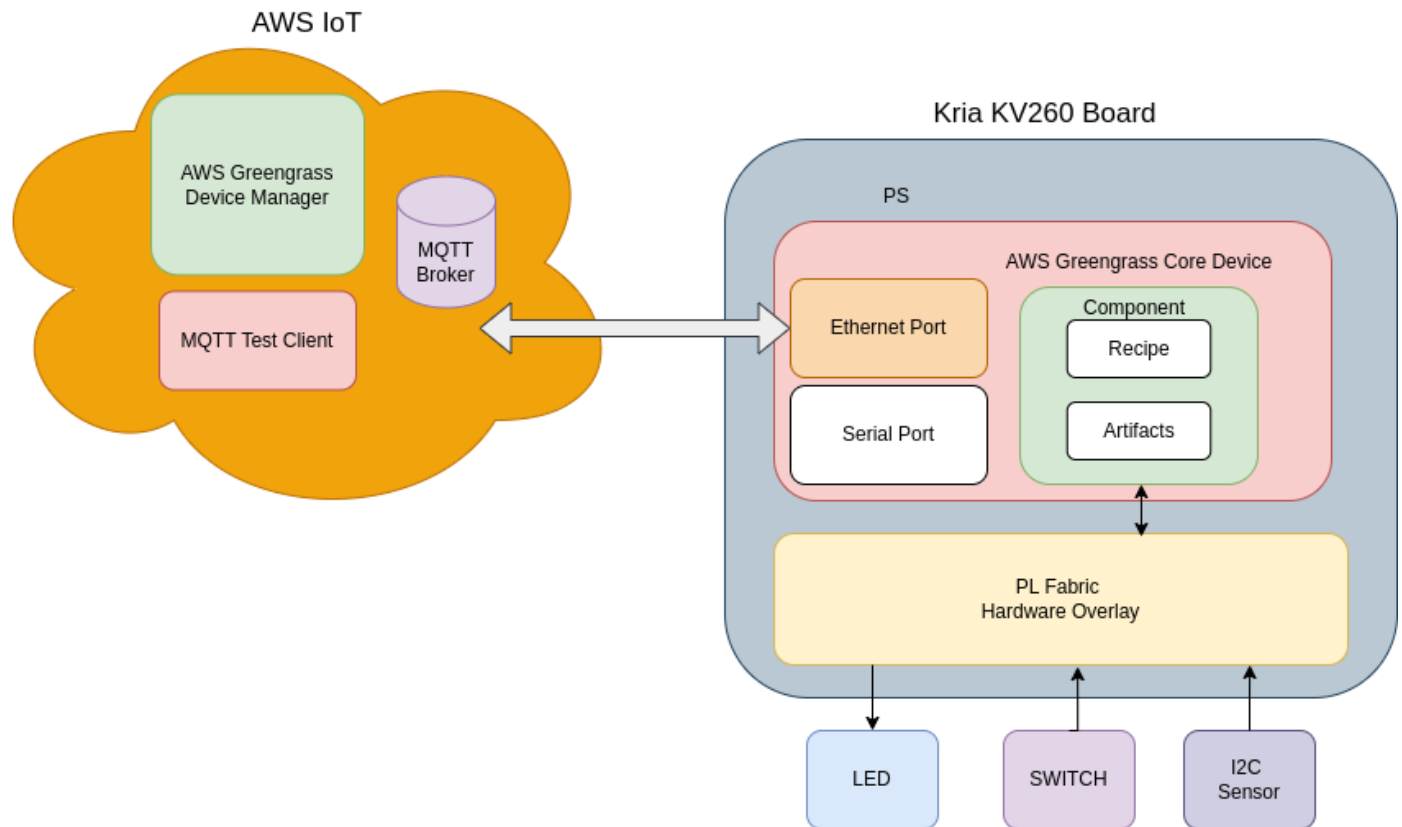 AWS IoT
AWS Greengrass
Device Manager
MQTT
Broker
MQTT Test Client
Kria KV260 Board
PS
AWS Greengrass Core Device
Ethernet Port
Component
Recipe
Serial Port
Artifacts
PL Fabric
Hardware Overlay
LED
SWITCH
I2C
Sensor